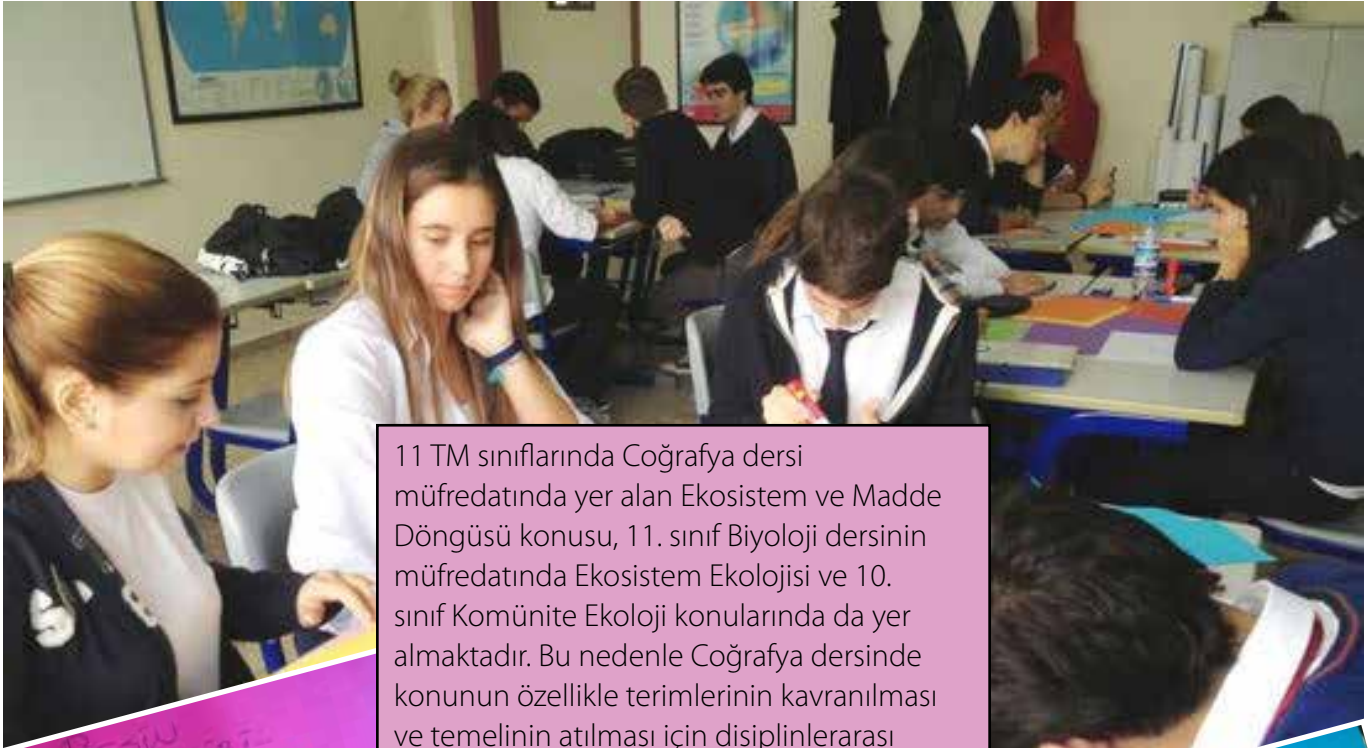 11 TM sınıflarında Coğrafya dersi
müfredatında yer alan Ekosistem ve Madde
Döngüsü konusu, 11. sınıf Biyoloji dersinin
müfredatında Ekosistem Ekolojisi ve 10.
sınıf Komünite Ekoloji konularında da yer
almaktadır. Bu nedenle Coğrafya dersinde
konunun özellikle terimlerinin kavranılması
ve temelinin atılması için disiplinlerarası